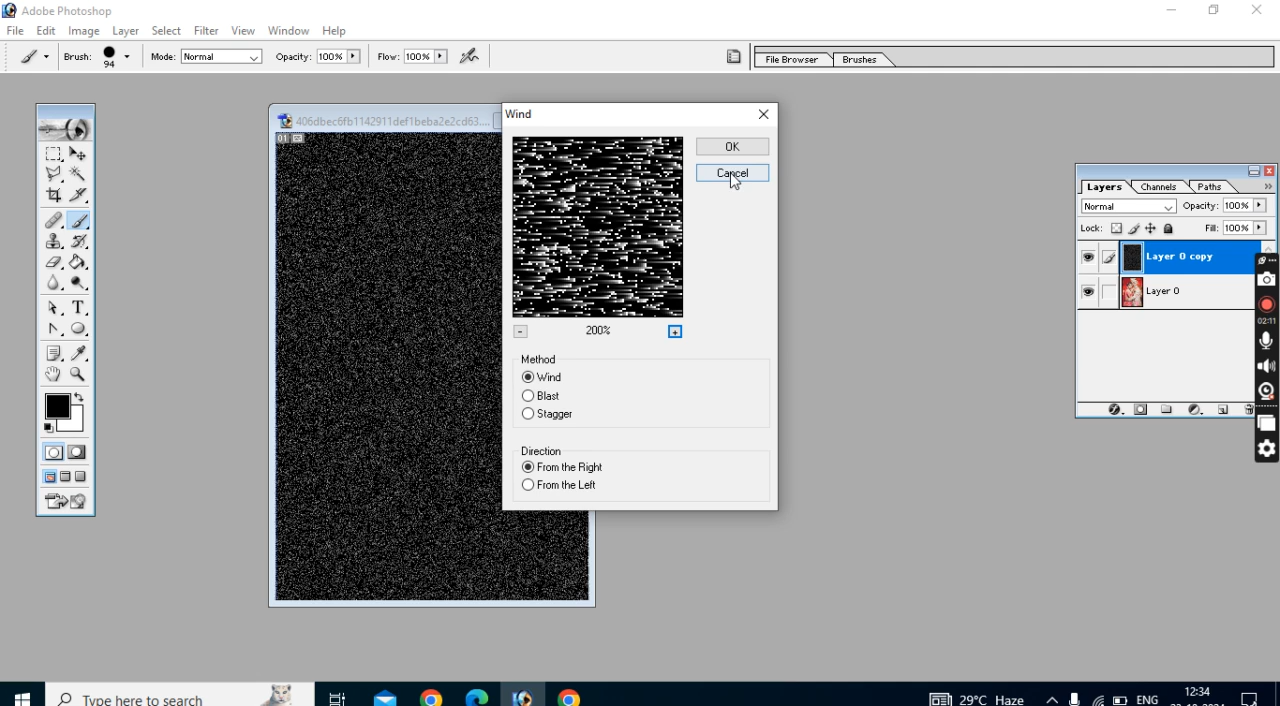 Adobe Photoshop
File Edit Image Layer Select Filter View Window Help
Brush: 94 Mode: Normal Opacity: 100% Flow: 100% File Browser Brushes
406dbec6fb1142911def1beba2e2cd63....
01
Wind
OK
Cancel
200%
Method
Wind
Blast
Stagger
Direction
From the Right
From the Left
Layers Channels Paths
Normal Opacity: 100%
Lock: Fill: 100%
Layer 0 copy
Layer 0
02:11
Type here to search
29°C Haze
ENG
12:34